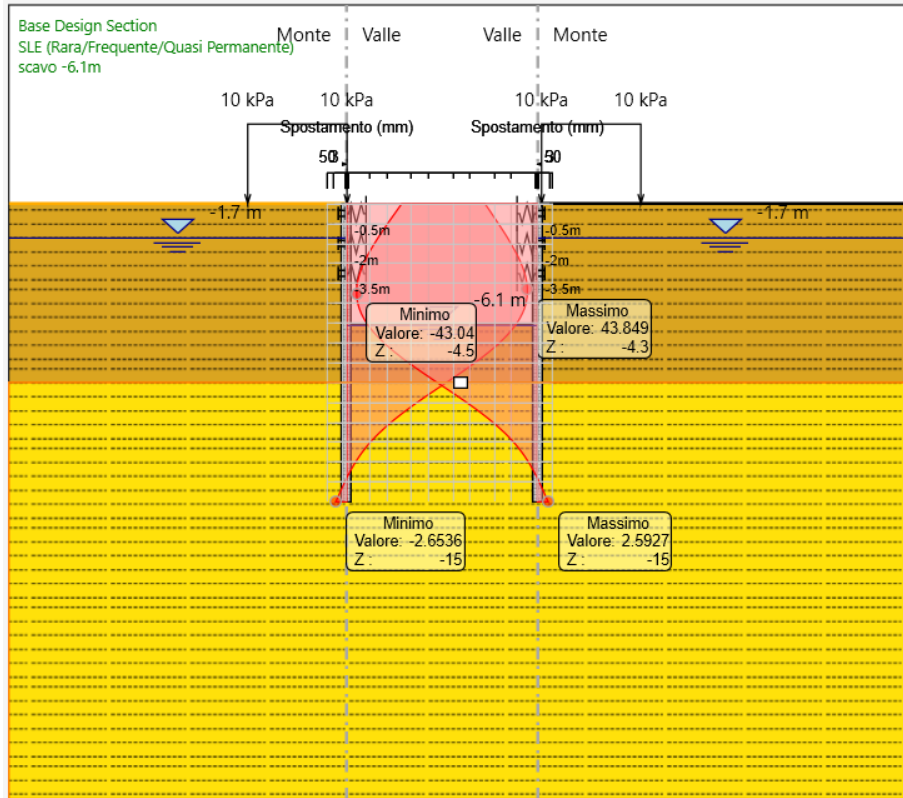 Base Design Section
SLE (Rara/Frequente/Quasi Permanente)
scavo -6.1m
Monte Valle Valle Monte
10 kPa 10 kPa 10 kPa 10 kPa
Spostamento (mm) Spostamento (mm)
-1.7 m -1.7 m
-0.5m -0.5m
-2m -2m
-3.5m -6.1 m -3.5m
Minimo
Valore: -43.04
Z : -4.5
Massimo
Valore: 43.849
Z : -4.3
Minimo
Valore: -2.6536
Z : -15
Massimo
Valore: 2.5927
Z : -15